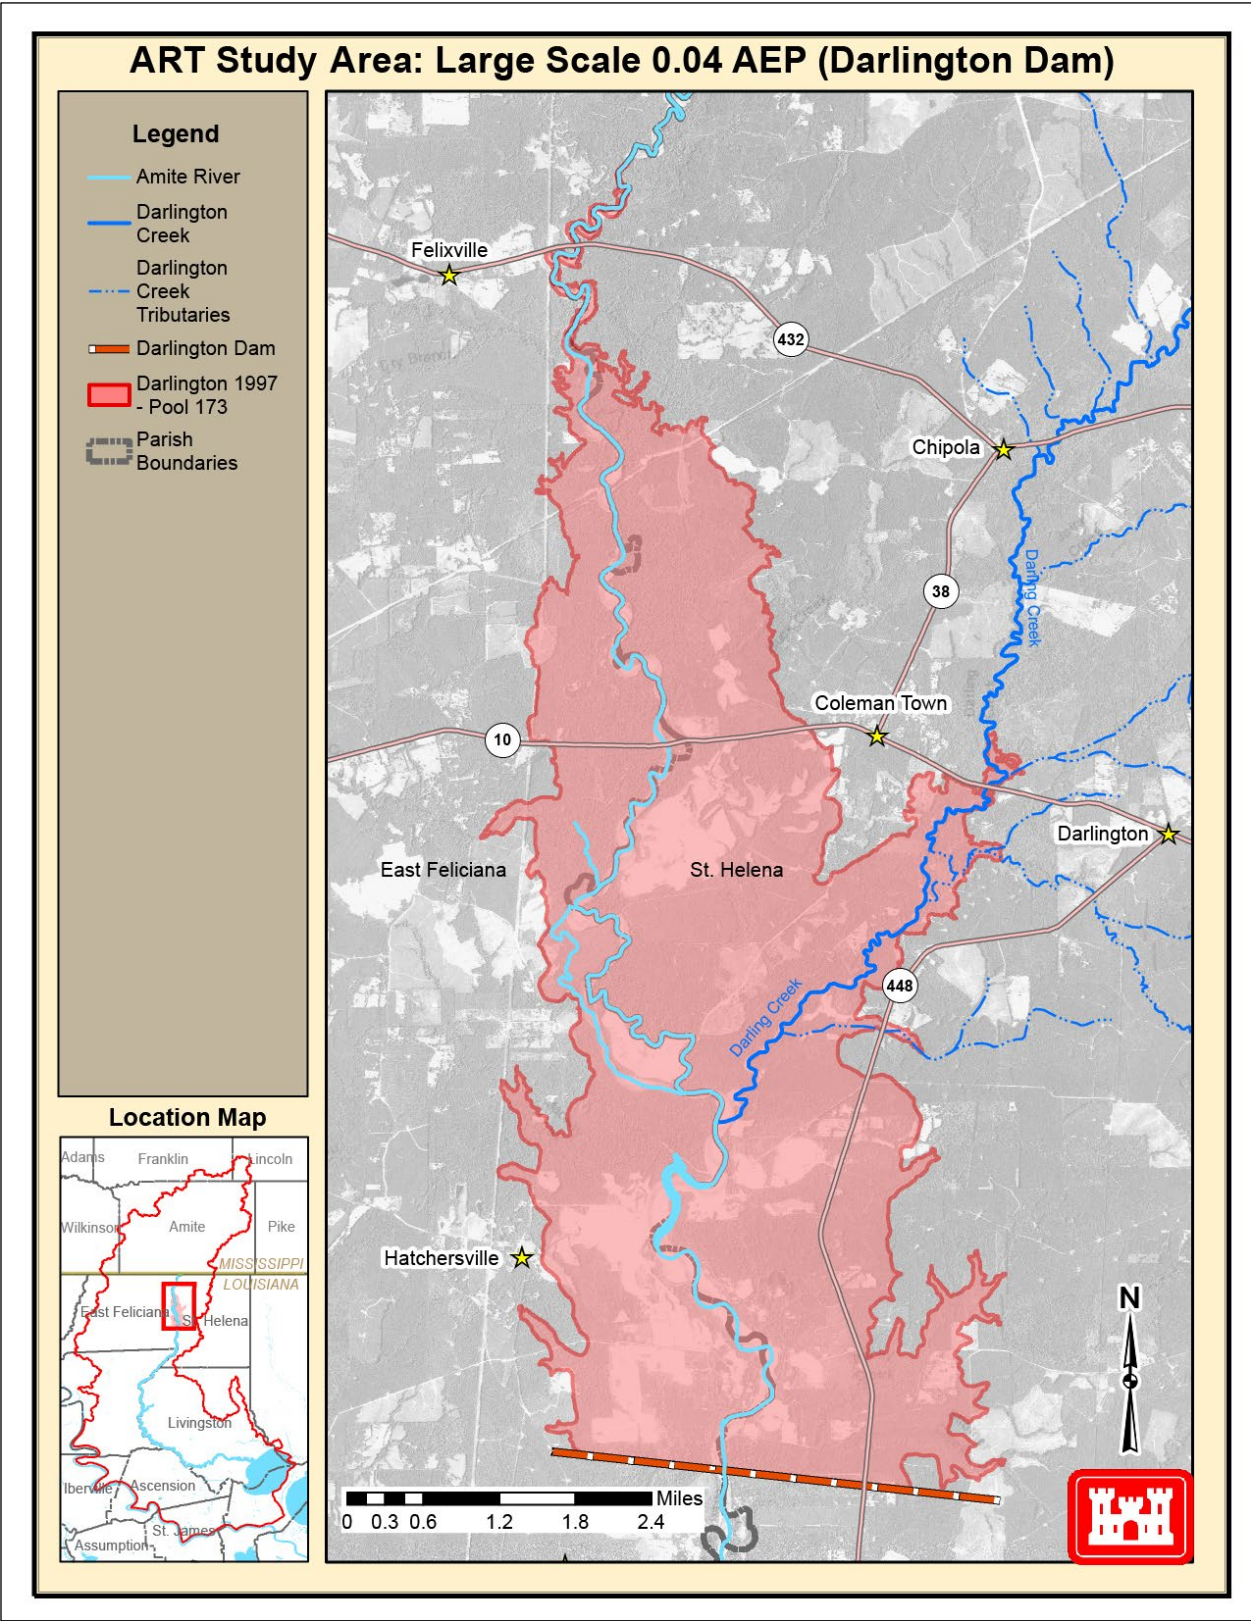 ART Study Area: Large Scale 0.04 AEP (Darlington Dam)
Legend
Amite River
Darlington
Creek
Darlington
Creek
Tributaries
Darlington Dam
Darlington 1997
- Pool 173
Parish
Boundaries
Felixville
432
Chipola
Darling Creek
38
Coleman Town
10
Darlington
East Feliciana
St. Helena
448
Darling Creek
Hatchersville
N
Miles
0 0.3 0.6 1.2 1.8 2.4
Location Map
Adams
Franklin
Lincoln
Wilkinson
Amite
Pike
MISSISSIPPI
LOUISIANA
East Feliciana
St. Helena
Livingston
Iberville
Ascension
St. James
Assumption